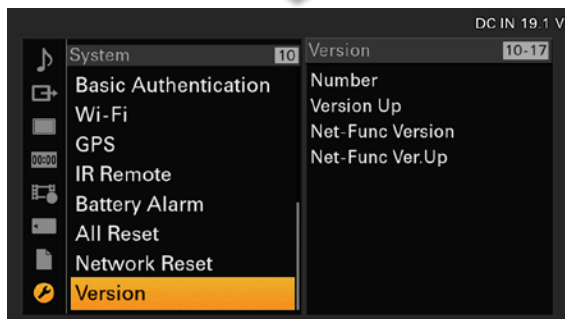 DC IN 19.1 V
System 10
Basic Authentication
Wi-Fi
GPS
IR Remote
Battery Alarm
All Reset
Network Reset
Version
Version 10-17
Number
Version Up
Net-Func Version
Net-Func Ver.Up
00:00